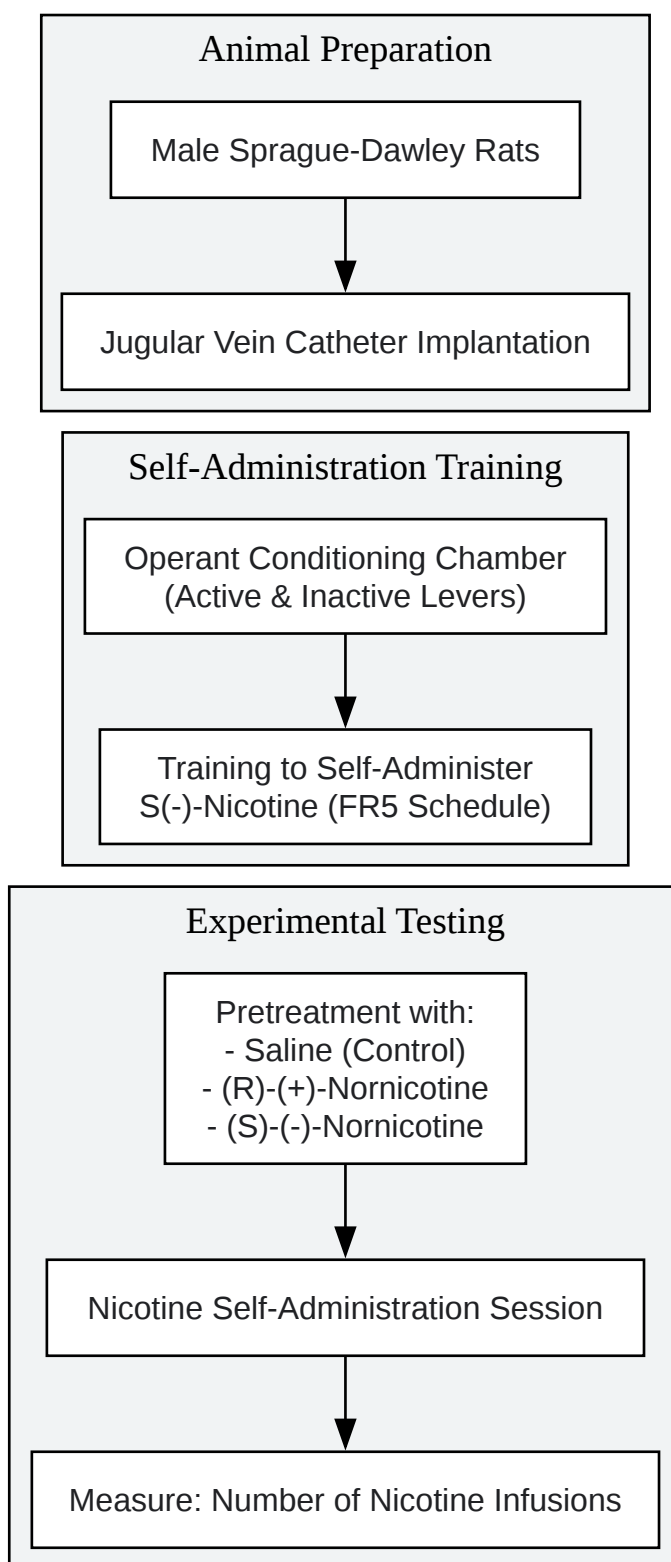 Animal Preparation
Male Sprague-Dawley Rats
Jugular Vein Catheter Implantation
Self-Administration Training
Operant Conditioning Chamber
(Active & Inactive Levers)
Training to Self-Administer
S(-)-Nicotine (FR5 Schedule)
Experimental Testing
Pretreatment with:
- Saline (Control)
- (R)-(+)-Nornicotine
- (S)-(-)-Nornicotine
Nicotine Self-Administration Session
Measure: Number of Nicotine Infusions